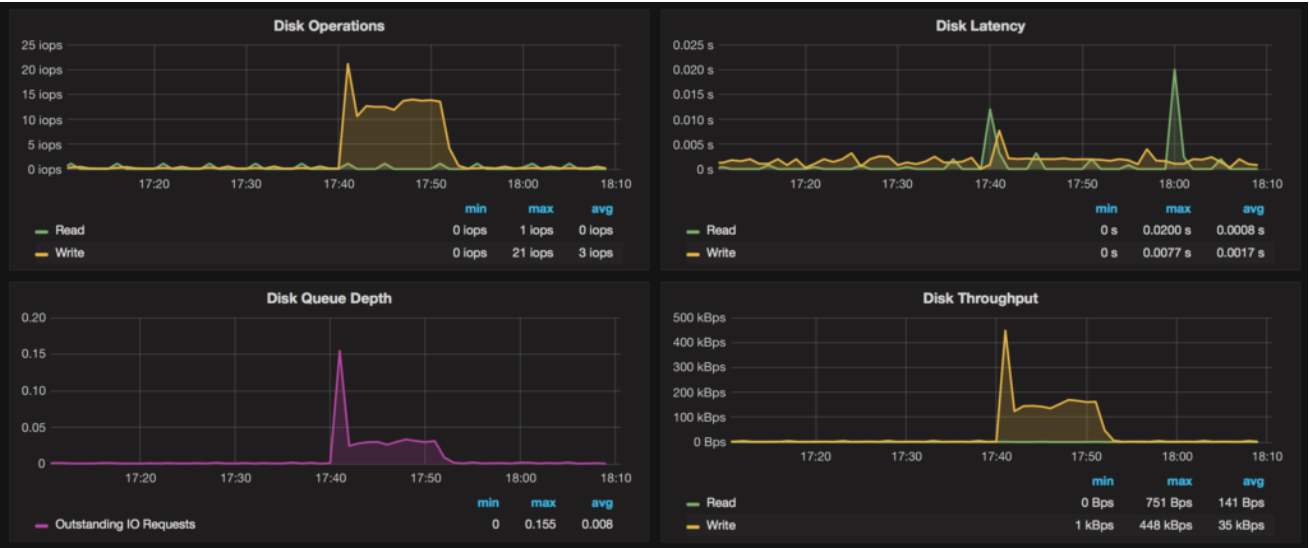 Disk Operations
25 iops
20 iops
15 iops
10 iops
5 iops
0 iops
17:20 17:30 17:40 17:50 18:00 18:10
min max avg
Read 0 iops 1 iops 0 iops
Write 0 iops 21 iops 3 iops
Disk Latency
0.025 s
0.020 s
0.015 s
0.010 s
0.005 s
0 s
17:20 17:30 17:40 17:50 18:00 18:10
min max avg
Read 0 s 0.0200 s 0.0008 s
Write 0 s 0.0077 s 0.0017 s
Disk Queue Depth
0.20
0.15
0.10
0.05
0
17:20 17:30 17:40 17:50 18:00 18:10
min max avg
Outstanding IO Requests 0 0.155 0.008
Disk Throughput
500 kBps
400 kBps
300 kBps
200 kBps
100 kBps
0 Bps
17:20 17:30 17:40 17:50 18:00 18:10
min max avg
Read 0 Bps 751 Bps 141 Bps
Write 1 kBps 448 kBps 35 kBps